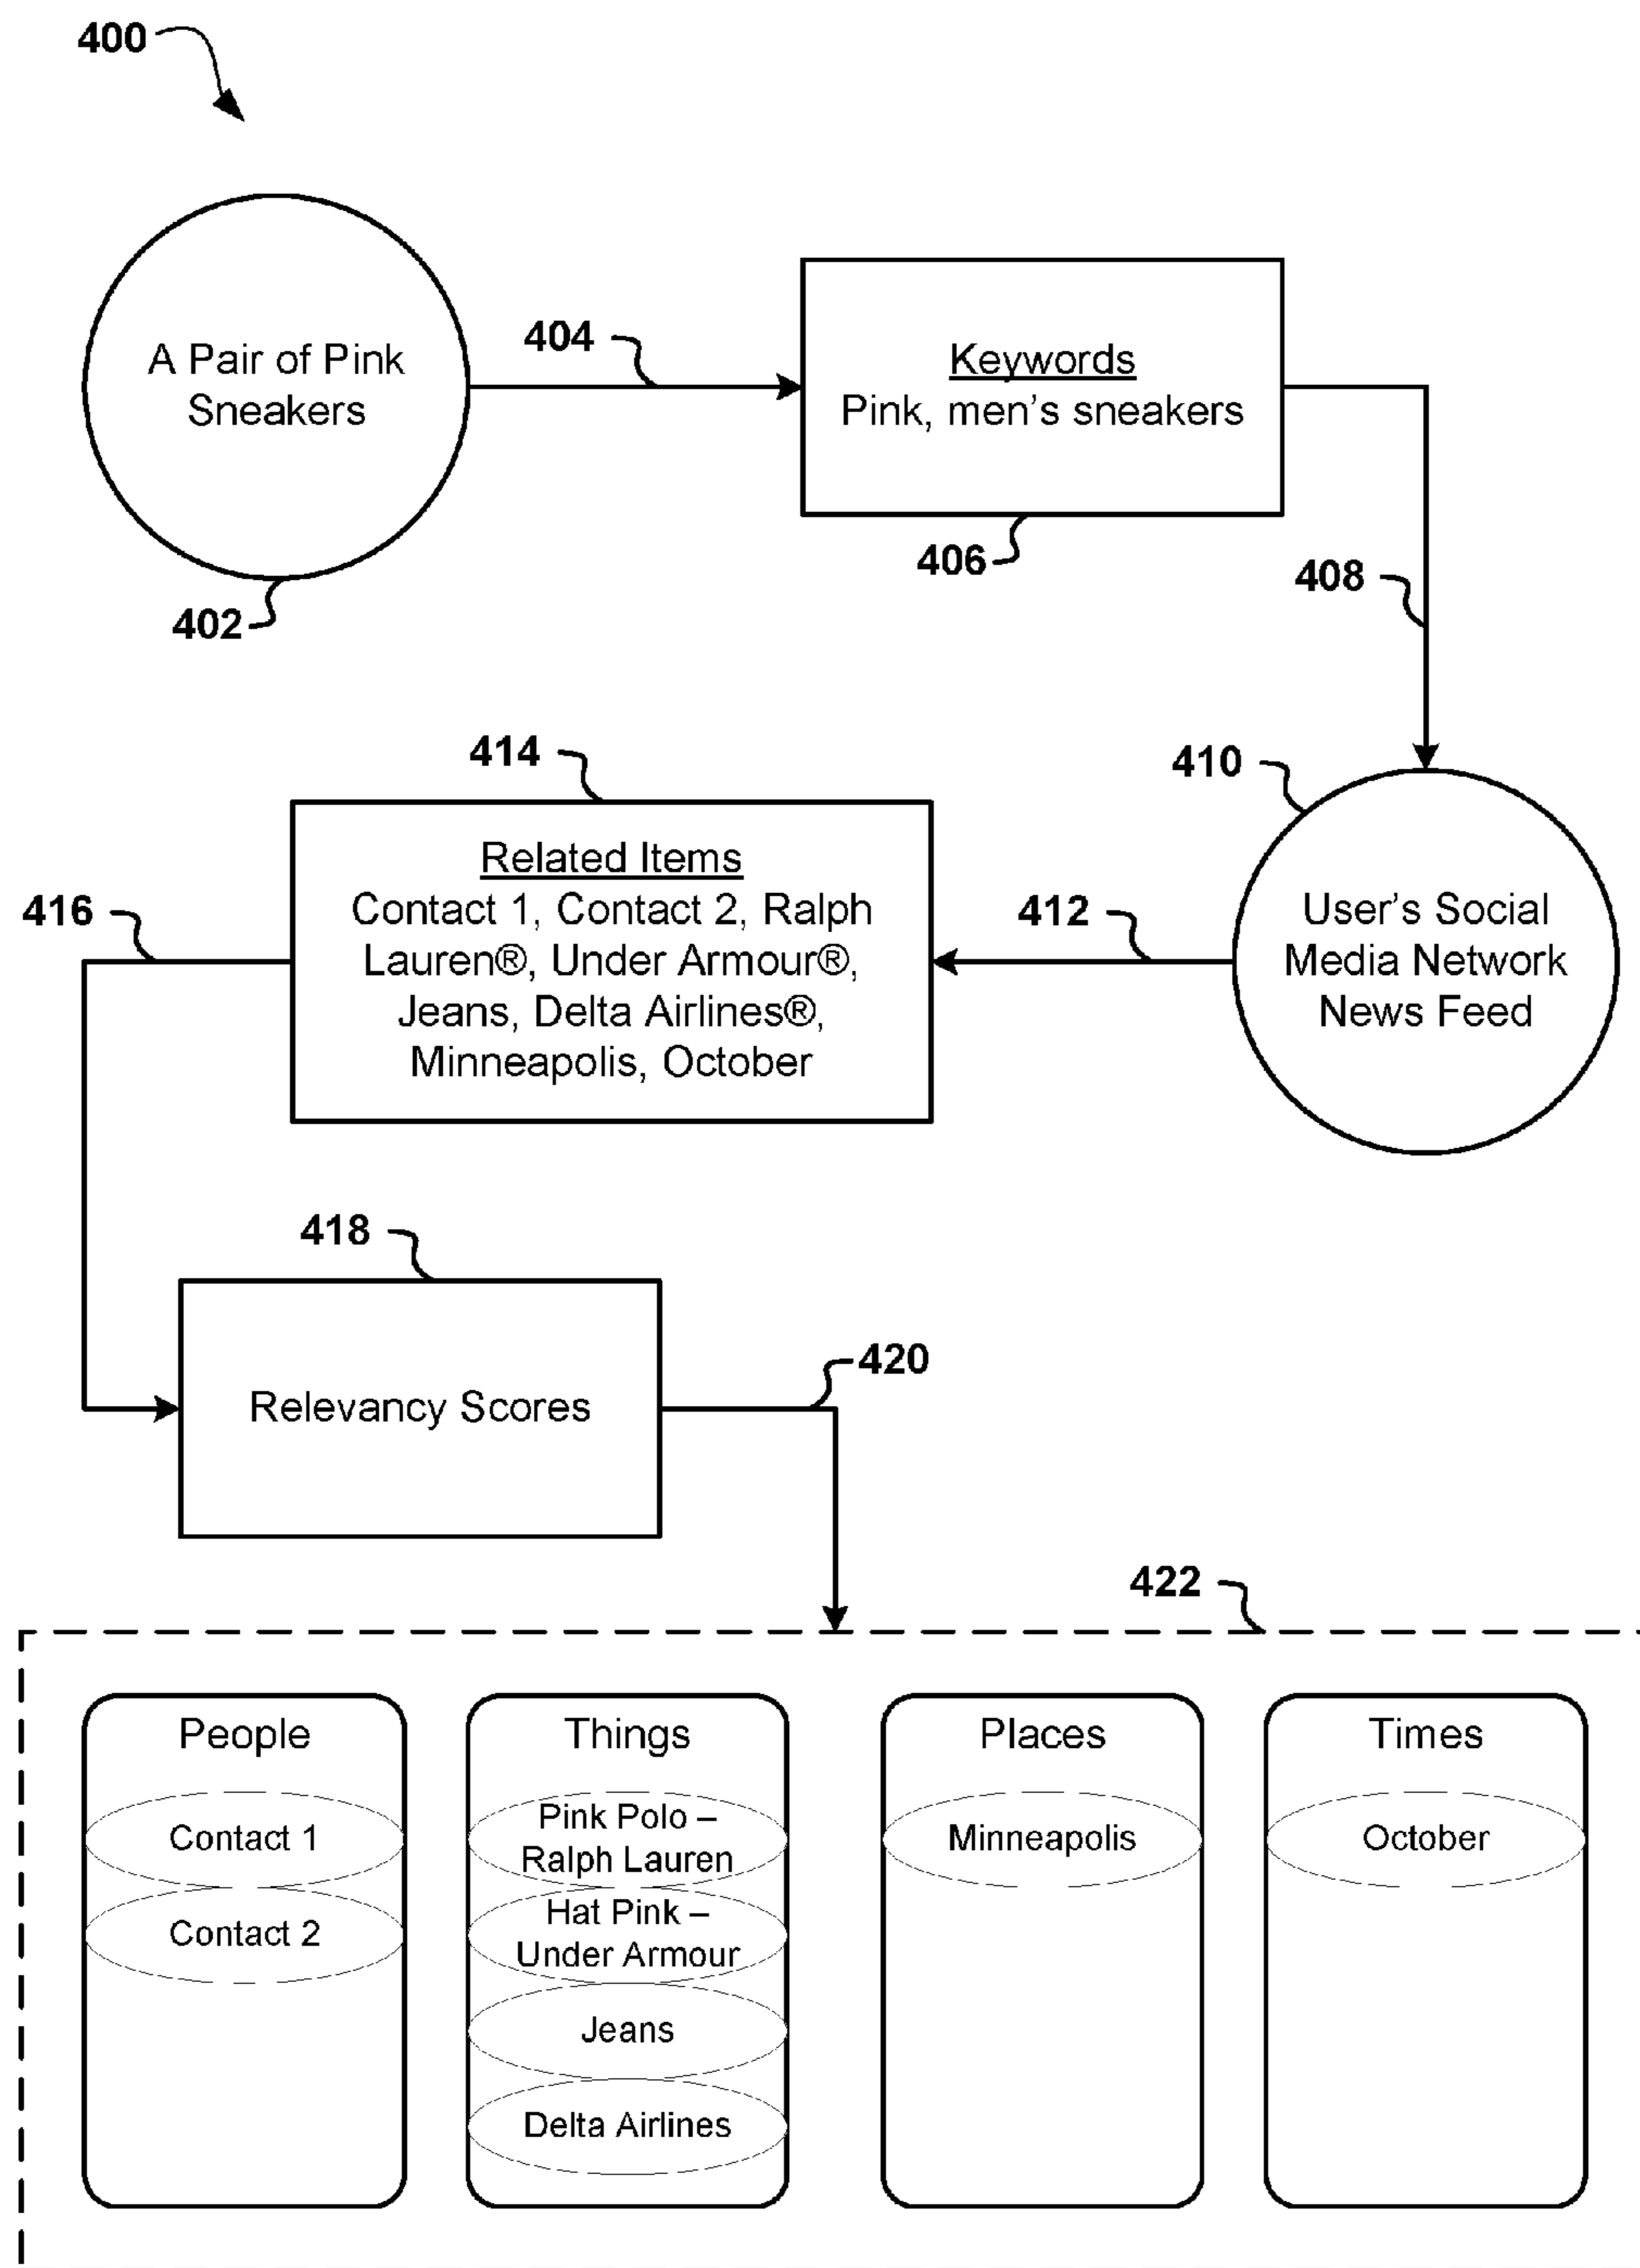 400
A Pair of Pink
Sneakers
402
404
Keywords
Pink, men's sneakers
406
408
410
User's Social
Media Network
News Feed
412
414
Related Items
Contact 1, Contact 2, Ralph
Lauren®, Under Armour®,
Jeans, Delta Airlines®,
Minneapolis, October
416
418
Relevancy Scores
420
422
People
Contact 1
Contact 2
Things
Pink Polo –
Ralph Lauren
Hat Pink –
Under Armour
Jeans
Delta Airlines
Places
Minneapolis
Times
October